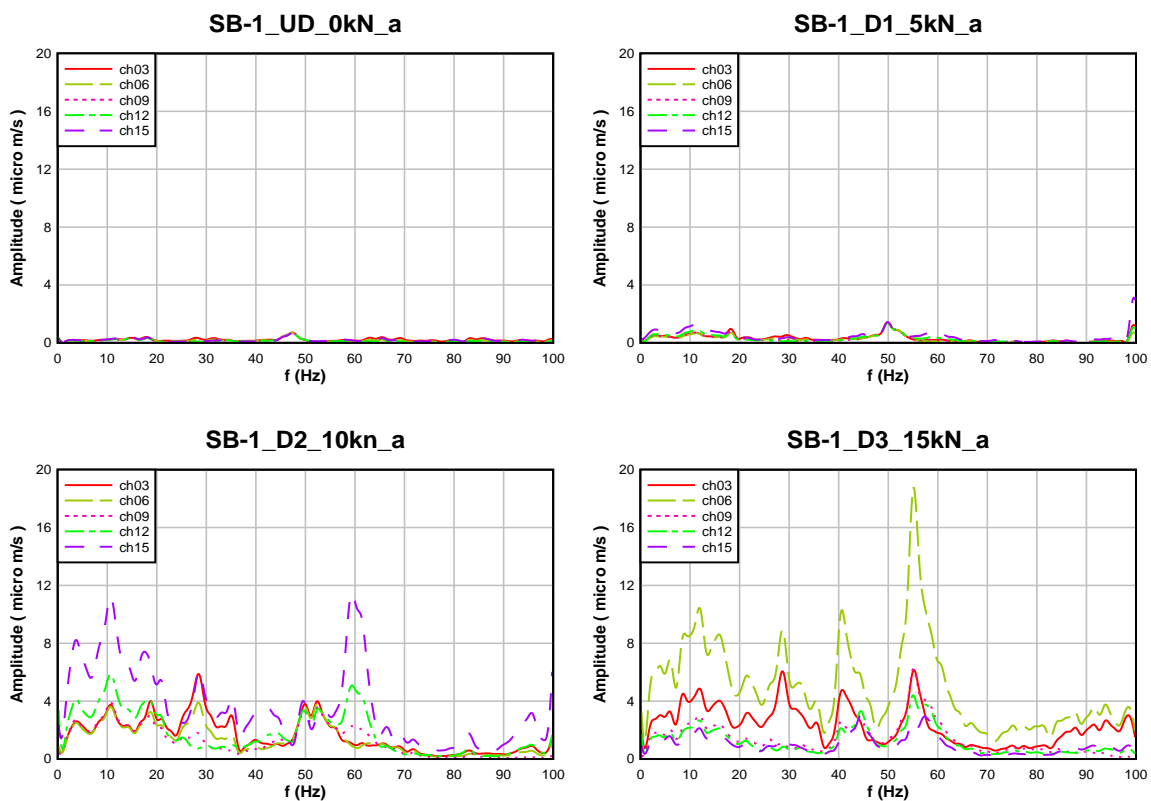 SB-1_UD_0kN_a
20
16
12
8
4
0
Amplitude ( micro m/s )
ch03
ch06
ch09
ch12
ch15
0 10 20 30 40 50 60 70 80 90 100
f (Hz)
SB-1_D1_5kN_a
20
16
12
8
4
0
Amplitude ( micro m/s )
ch03
ch06
ch09
ch12
ch15
0 10 20 30 40 50 60 70 80 90 100
f (Hz)
SB-1_D2_10kn_a
20
16
12
8
4
0
Amplitude ( micro m/s )
ch03
ch06
ch09
ch12
ch15
0 10 20 30 40 50 60 70 80 90 100
f (Hz)
SB-1_D3_15kN_a
20
16
12
8
4
0
Amplitude ( micro m/s )
ch03
ch06
ch09
ch12
ch15
0 10 20 30 40 50 60 70 80 90 100
f (Hz)